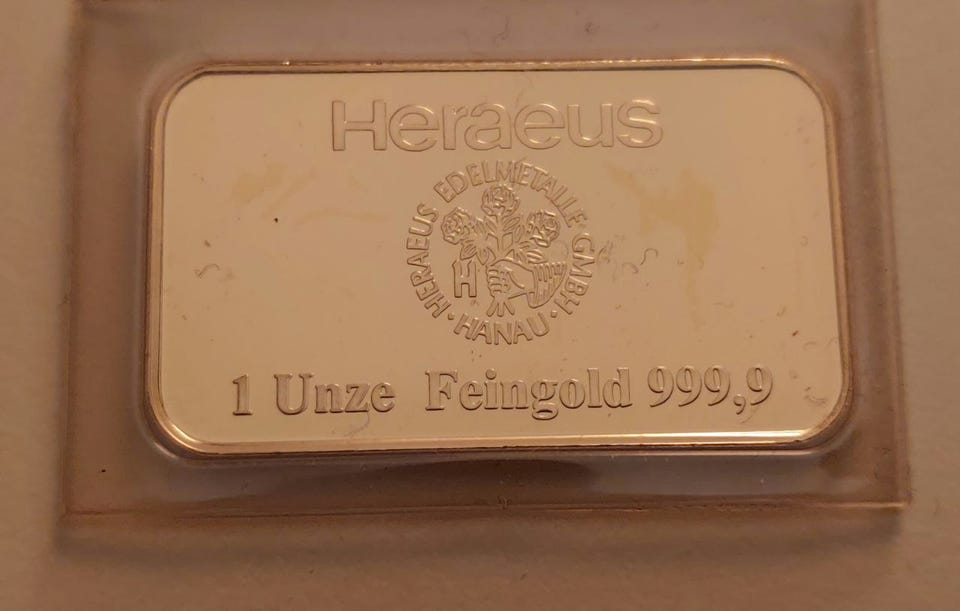 Heraeus
HERAEUS EDELMETALLE GMBH
· HANAU ·
H
1 Unze Feingold 999,9